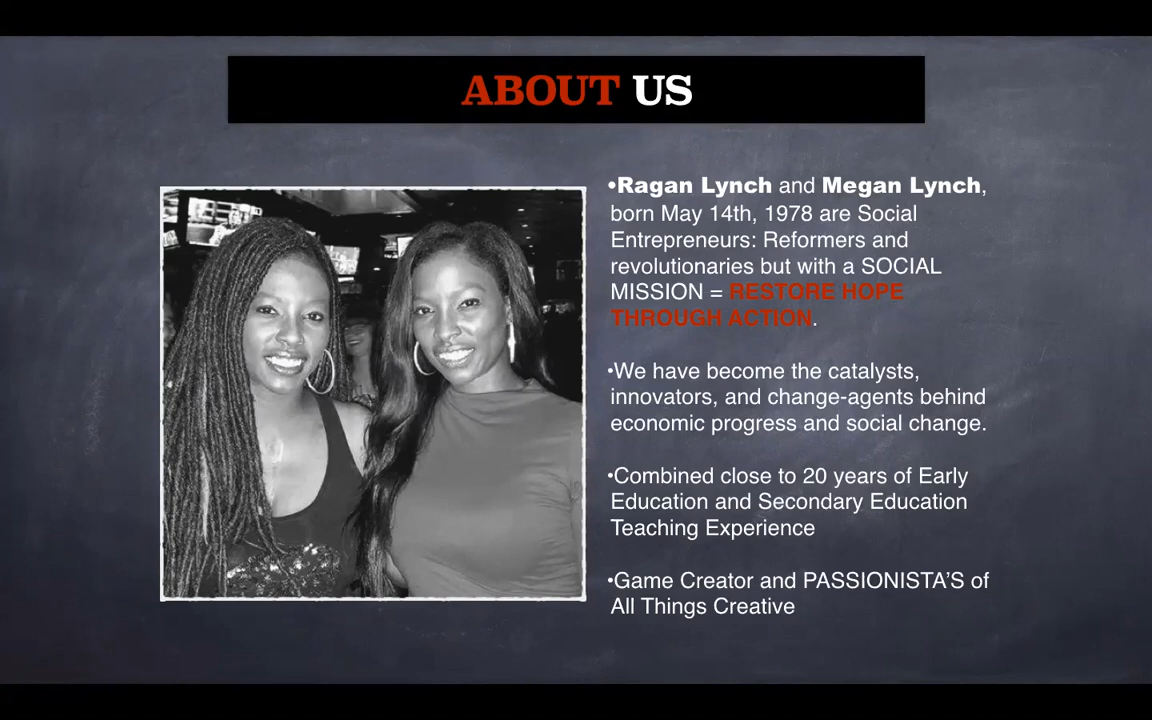 ABOUT US
•Ragan Lynch and Megan Lynch,
born May 14th, 1978 are Social
Entrepreneurs: Reformers and
revolutionaries but with a SOCIAL
MISSION = RESTORE HOPE
THROUGH ACTION.
•We have become the catalysts,
innovators, and change-agents behind
economic progress and social change.
•Combined close to 20 years of Early
Education and Secondary Education
Teaching Experience
•Game Creator and PASSIONISTA’S of
All Things Creative